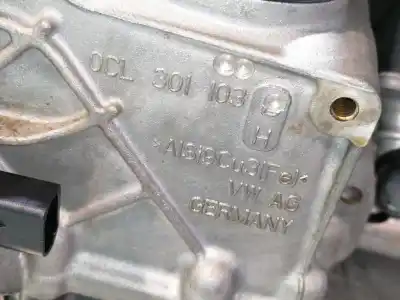 0CL 301 103 D
H
>AlSi9Cu3(Fe)<
VW AG
GERMANY